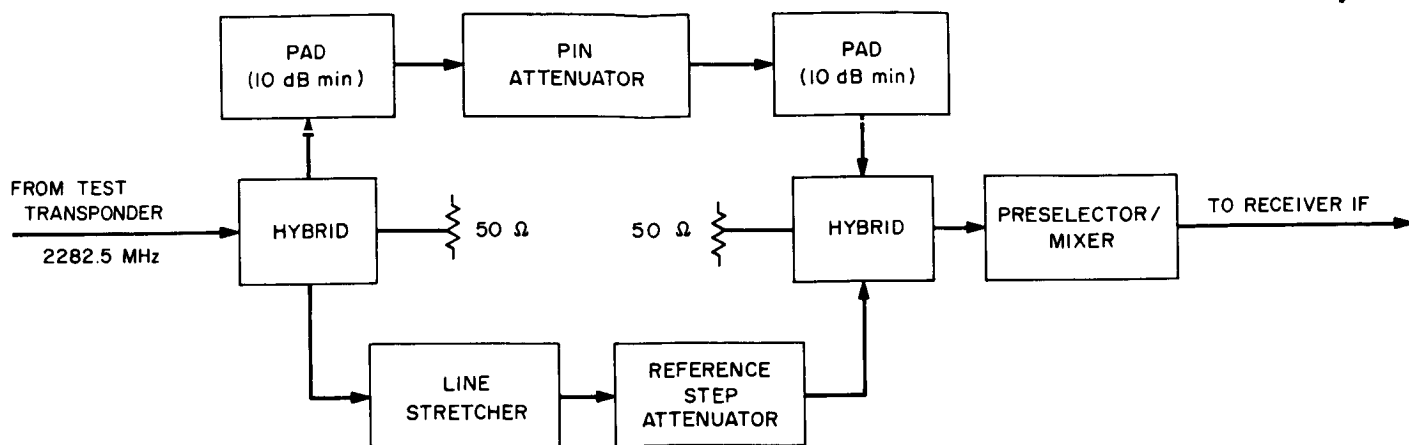 PAD
(10 dB min)
PIN
ATTENUATOR
PAD
(10 dB min)
FROM TEST
TRANSPONDER
2282.5 MHz
HYBRID
50 Ω
50 Ω
HYBRID
PRESELECTOR/
MIXER
TO RECEIVER IF
LINE
STRETCHER
REFERENCE
STEP
ATTENUATOR